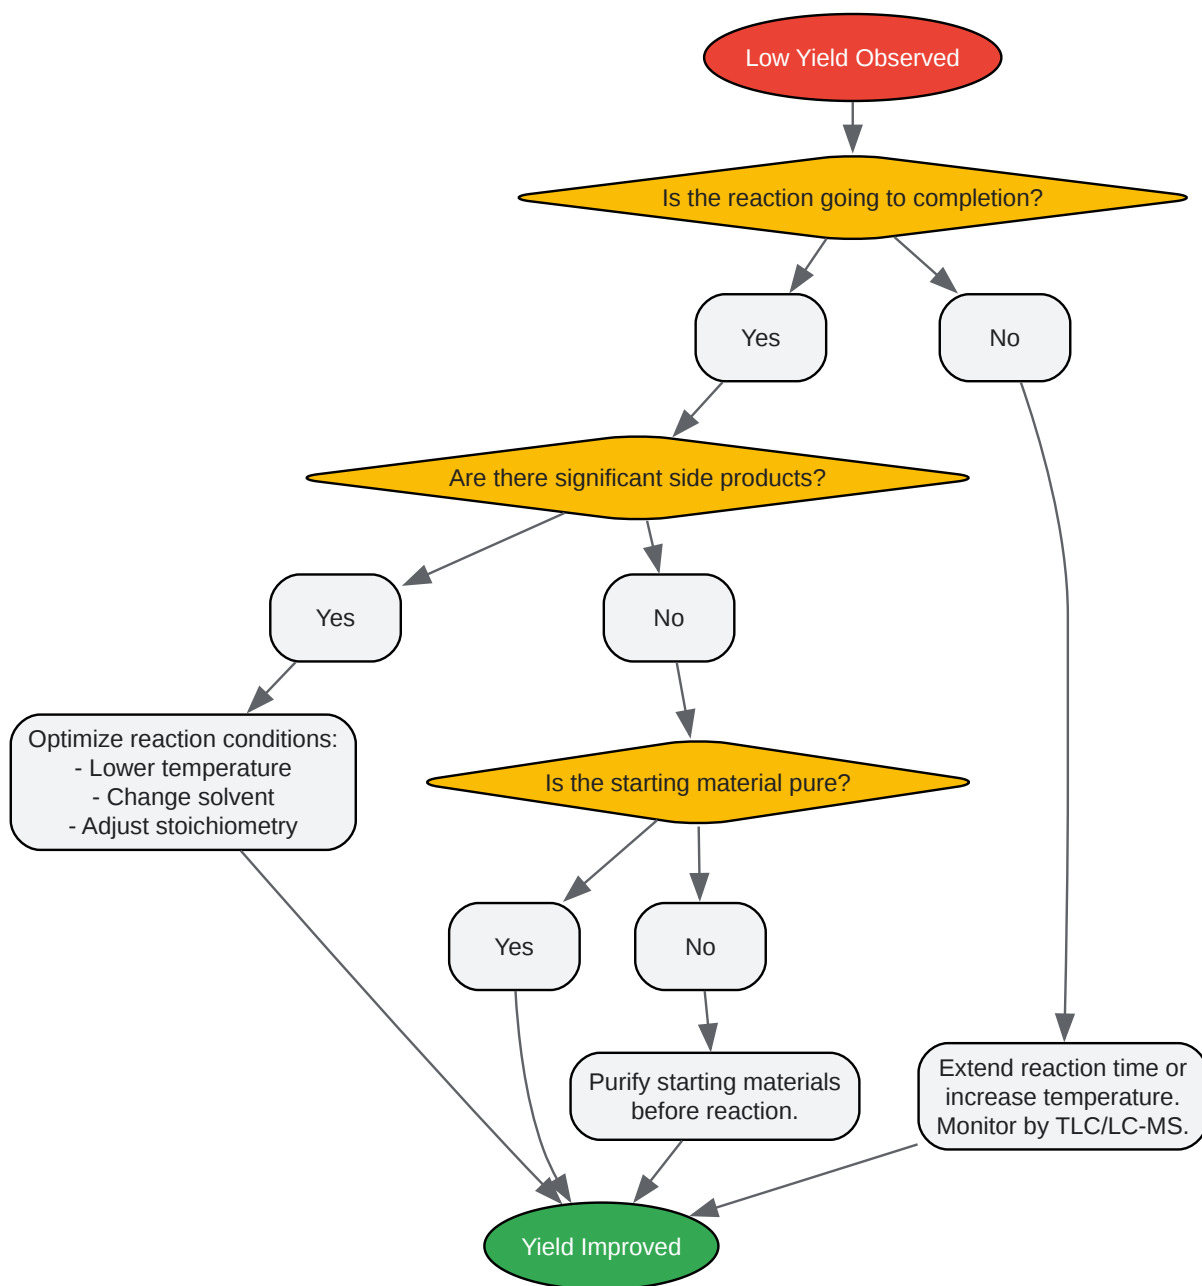 Low Yield Observed
Is the reaction going to completion?
Yes
No
Are there significant side products?
Yes
No
Optimize reaction conditions:
- Lower temperature
- Change solvent
- Adjust stoichiometry
Is the starting material pure?
Yes
No
Purify starting materials
before reaction.
Extend reaction time or
increase temperature.
Monitor by TLC/LC-MS.
Yield Improved